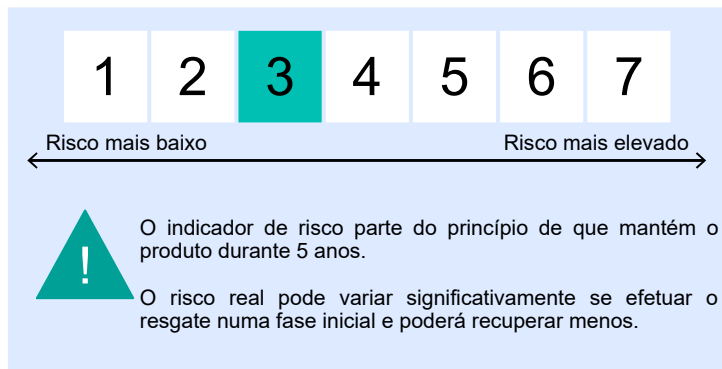 1 2 3 4 5 6 7
Risco mais baixo Risco mais elevado
! O indicador de risco parte do princípio de que mantém o
produto durante 5 anos.
O risco real pode variar significativamente se efetuar o
resgate numa fase inicial e poderá recuperar menos.